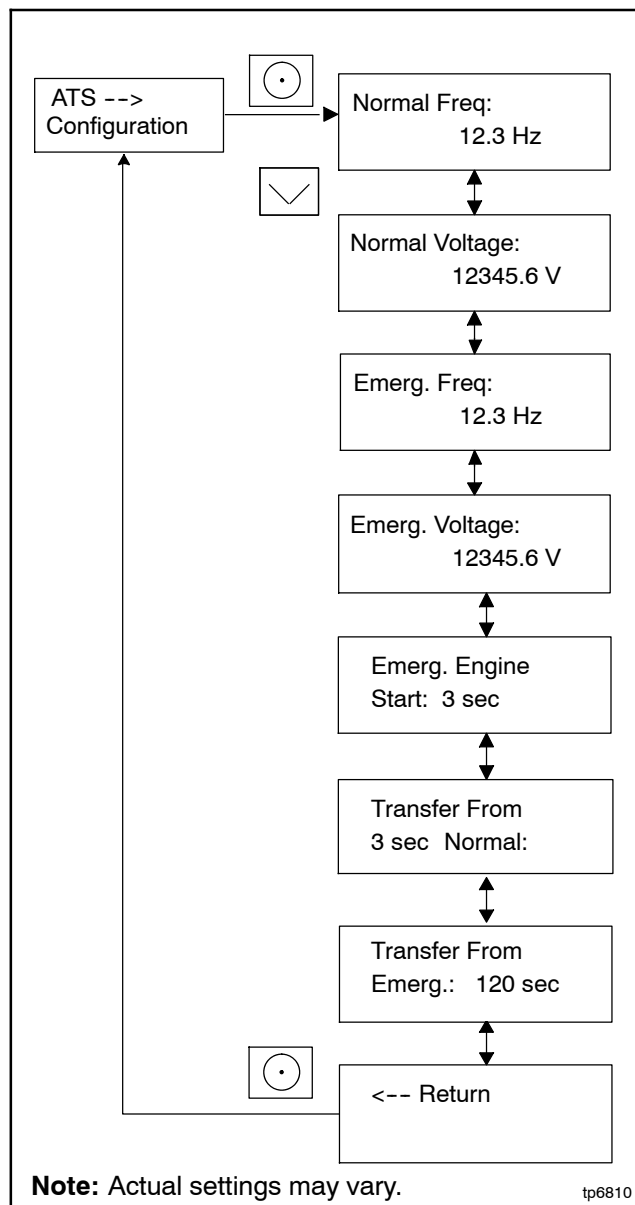 ATS -->
Configuration
Normal Freq:
12.3 Hz
Normal Voltage:
12345.6 V
Emerg. Freq:
12.3 Hz
Emerg. Voltage:
12345.6 V
Emerg. Engine
Start: 3 sec
Transfer From
3 sec Normal:
Transfer From
Emerg.: 120 sec
<-- Return
Note: Actual settings may vary.
tp6810